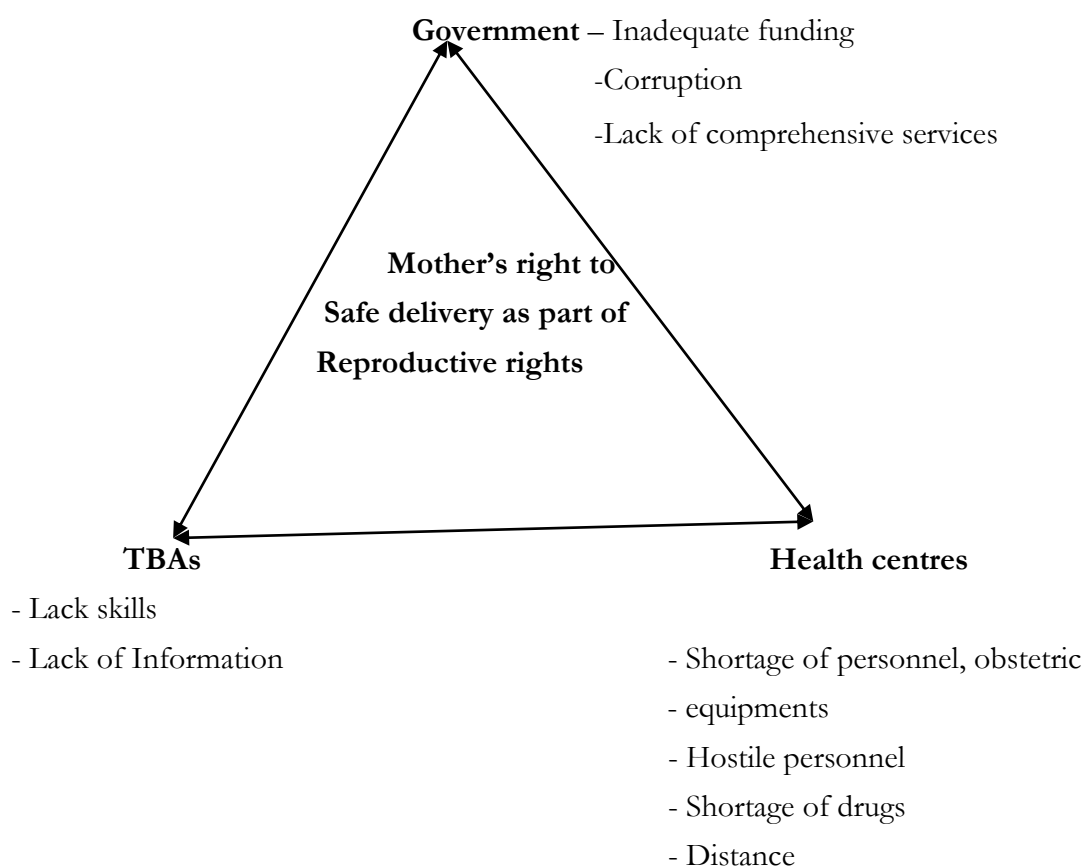 Government – Inadequate funding
-Corruption
-Lack of comprehensive services
Mother’s right to
Safe delivery as part of
Reproductive rights
TBAs
Health centres
- Lack skills
- Lack of Information
- Shortage of personnel, obstetric
- equipments
- Hostile personnel
- Shortage of drugs
- Distance